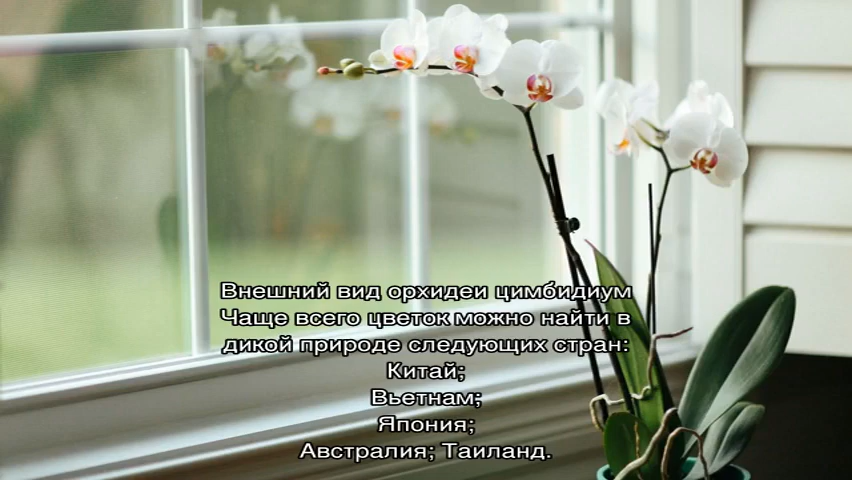 Внешний вид орхидеи цимбидиум
Чаще всего цветок можно найти в
дикой природе следующих стран:
Китай;
Вьетнам;
Япония;
Австралия; Таиланд.